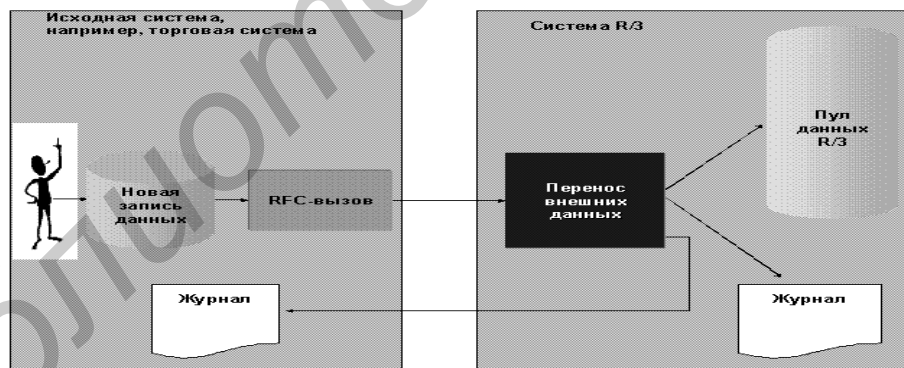 Исходная система,
например, торговая система
Система R/3
Пул
данных
R/3
Новая
запись
данных
RFC-вызов
Перенос
внешних
данных
Журнал
Журнал